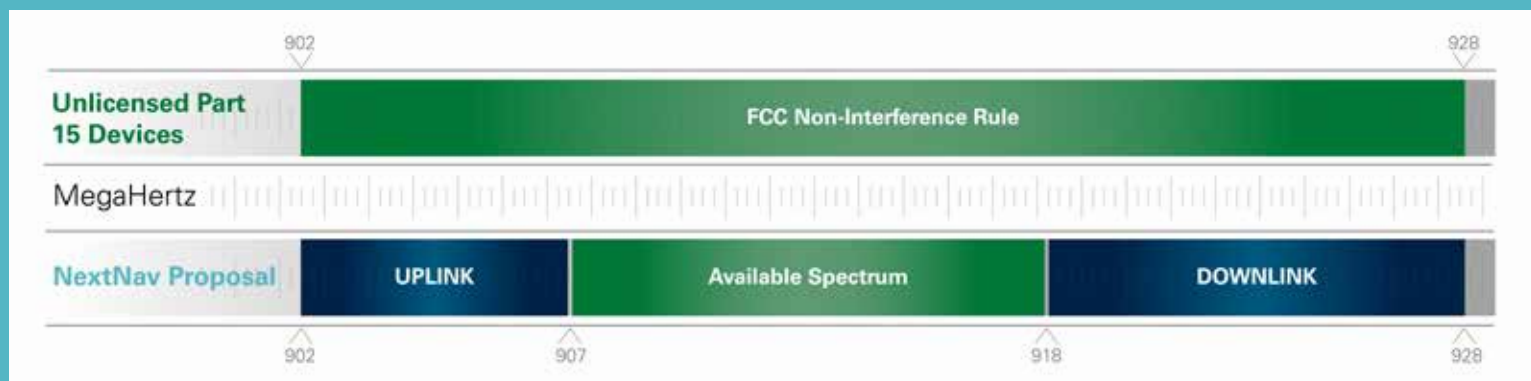 902 928
Unlicensed Part
15 Devices
FCC Non-Interference Rule
MegaHertz
NextNav Proposal UPLINK Available Spectrum DOWNLINK
902 907 918 928